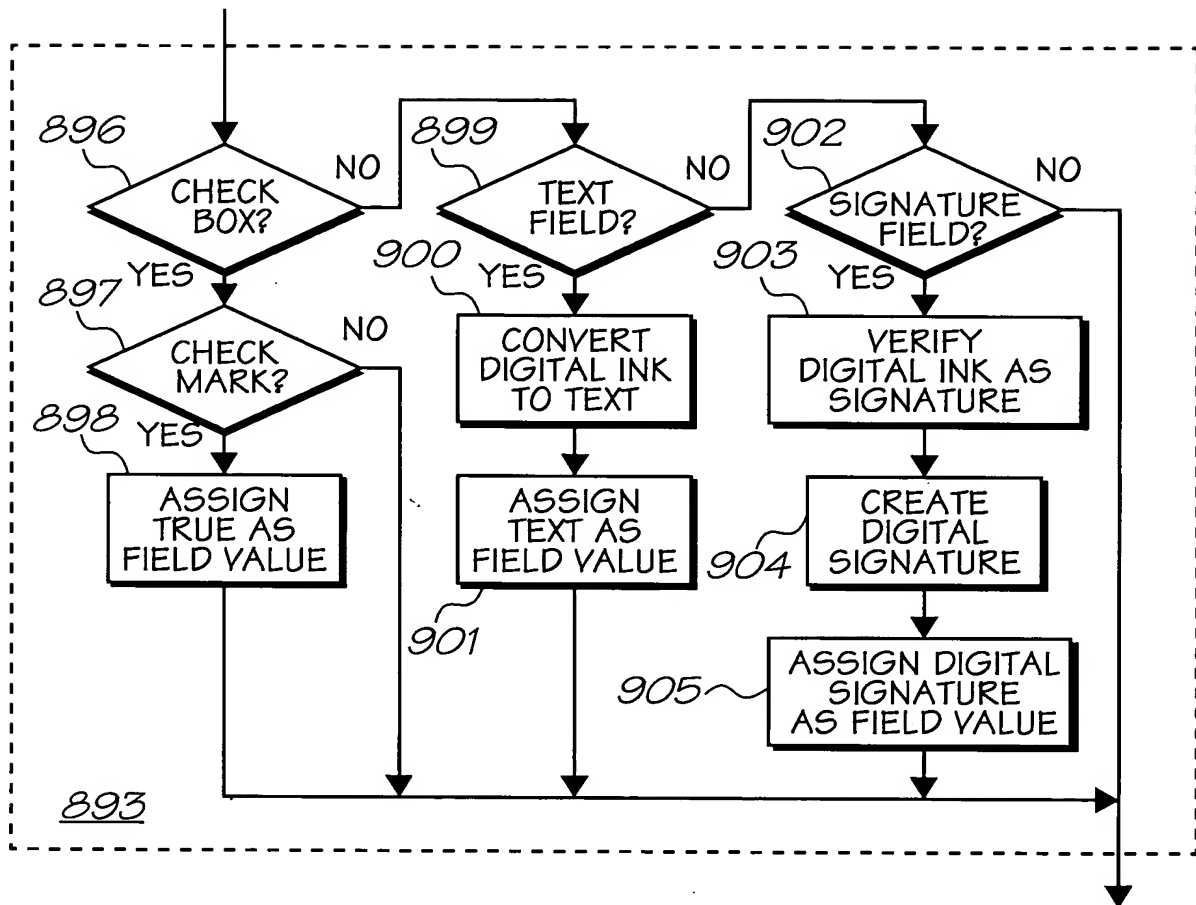 896
CHECK
BOX?
NO
YES
897
CHECK
MARK?
NO
YES
898
ASSIGN
TRUE AS
FIELD VALUE
899
TEXT
FIELD?
NO
YES
900
CONVERT
DIGITAL INK
TO TEXT
ASSIGN
TEXT AS
FIELD VALUE
901
902
SIGNATURE
FIELD?
NO
YES
903
VERIFY
DIGITAL INK AS
SIGNATURE
CREATE
DIGITAL
SIGNATURE
904
ASSIGN DIGITAL
SIGNATURE
AS FIELD VALUE
905
893